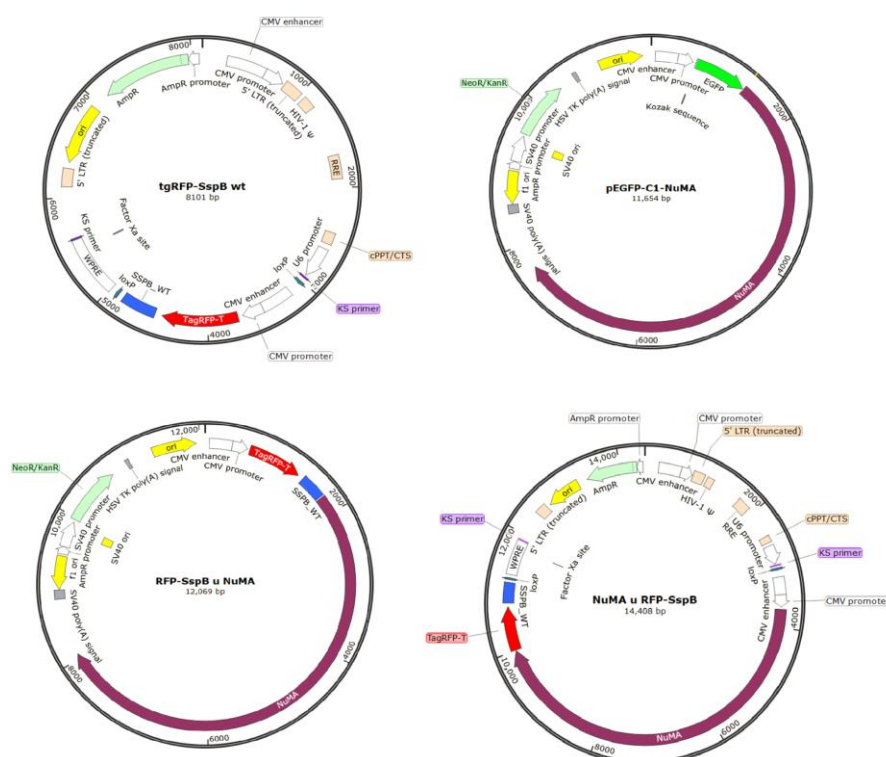 CMV enhancer
8000
AmpR promoter
AmpR
CMV promoter
5' LTR (truncated)
1000
HIV-1 Ψ
RRE
2000
cPPT/CTS
U6 promoter
3000
KS primer
loxP
CMV enhancer
CMV promoter
4000
TagRFP-T
SSPB_WT
loxP
5000
WPRE
KS primer
Factor Xa site
6000
5' LTR (truncated)
ori
7000
tgRFP-SspB wt
8101 bp
ori
CMV enhancer
CMV promoter
EGFP
Kozak sequence
2000
NuMA
4000
6000
8000
SV40 poly(A) signal
f1 ori
AmpR promoter
SV40 promoter
SV40 ori
NeoR/KanR
10,000
HSV TK poly(A) signal
pEGFP-C1-NuMA
11,654 bp
12,000
ori
CMV enhancer
CMV promoter
TagRFP-T
SSPB_WT
2000
NuMA
4000
6000
8000
SV40 poly(A) signal
f1 ori
AmpR promoter
SV40 promoter
SV40 ori
NeoR/KanR
10,000
HSV TK poly(A) signal
RFP-SspB u NuMA
12,069 bp
AmpR promoter
CMV promoter
5' LTR (truncated)
14,000
AmpR
CMV enhancer
HIV-1 Ψ
RRE
2000
cPPT/CTS
U6 promoter
KS primer
loxP
CMV enhancer
CMV promoter
4000
NuMA
6000
8000
10,000
TagRFP-T
SSPB_WT
loxP
WPRE
12,000
KS primer
Factor Xa site
5' LTR (truncated)
ori
NuMA u RFP-SspB
14,408 bp